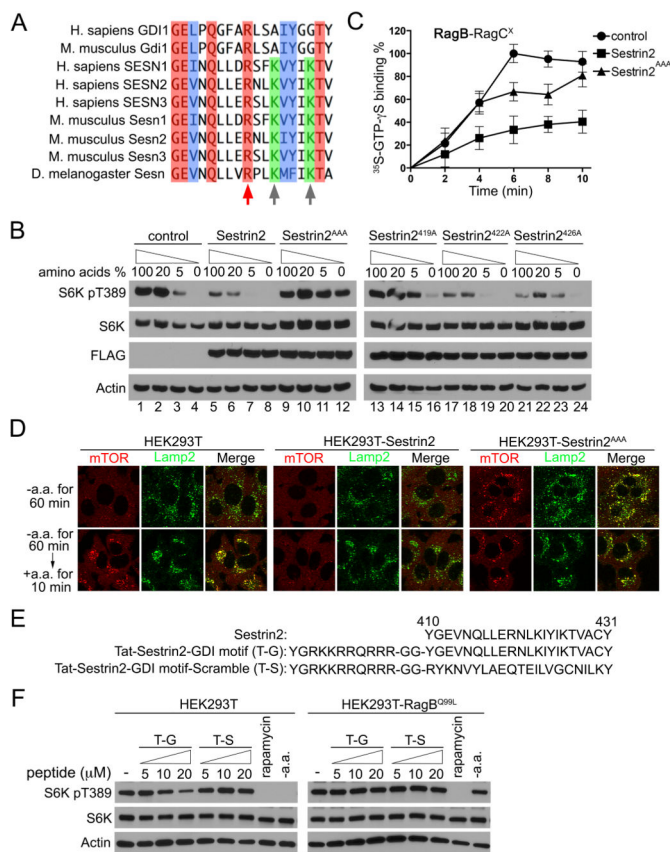 A
H. sapiens GDI1 GELPQGFARLSAIYGGTY
M. musculus Gdi1 GELPQGFARLSAIYGGTY
H. sapiens SESN1 GEINQLLDRSFKVYIKTV
H. sapiens SESN2 GEVNQLLERNLKIYIKTV
H. sapiens SESN3 GEVNQLLERSLKVYIKTV
M. musculus Sesn1 GEINQLLDRSFKVYIKTV
M. musculus Sesn2 GEVNQLLERNLKIYIKTV
M. musculus Sesn3 GEVNQLLERSLKVYIKTV
D. melanogaster Sesn GEVNQLLVRPLKMFIKTA
C
RagB-RagCX
control
Sestrin2
Sestrin2AAA
35S-GTP-γS binding %
120
100
80
60
40
20
0
0 2 4 6 8 10
Time (min)
B
control Sestrin2 Sestrin2AAA Sestrin2419A Sestrin2422A Sestrin2426A
amino acids % 100 20 5 0 100 20 5 0 100 20 5 0 100 20 5 0 100 20 5 0 100 20 5 0
S6K pT389
S6K
FLAG
Actin
1 2 3 4 5 6 7 8 9 10 11 12 13 14 15 16 17 18 19 20 21 22 23 24
D
HEK293T HEK293T-Sestrin2 HEK293T-Sestrin2AAA
mTOR Lamp2 Merge mTOR Lamp2 Merge mTOR Lamp2 Merge
-a.a. for
60 min
-a.a. for
60 min
+a.a. for
10 min
E
410 431
Sestrin2: YGEVNQLLERNLKIYIKTVACY
Tat-Sestrin2-GDI motif (T-G) YGRKKRRQRRR-GG-YGEVNQLLERNLKIYIKTVACY
Tat-Sestrin2-GDI motif-Scramble (T-S) YGRKKRRQRRR-GG-RYKNVYLAEQTEILVGCNILKY
F
HEK293T HEK293T-RagBQ99L
T-G T-S rapamycin -a.a. T-G T-S rapamycin -a.a.
peptide (µM) - 5 10 20 5 10 20 - 5 10 20 5 10 20
S6K pT389
S6K
Actin